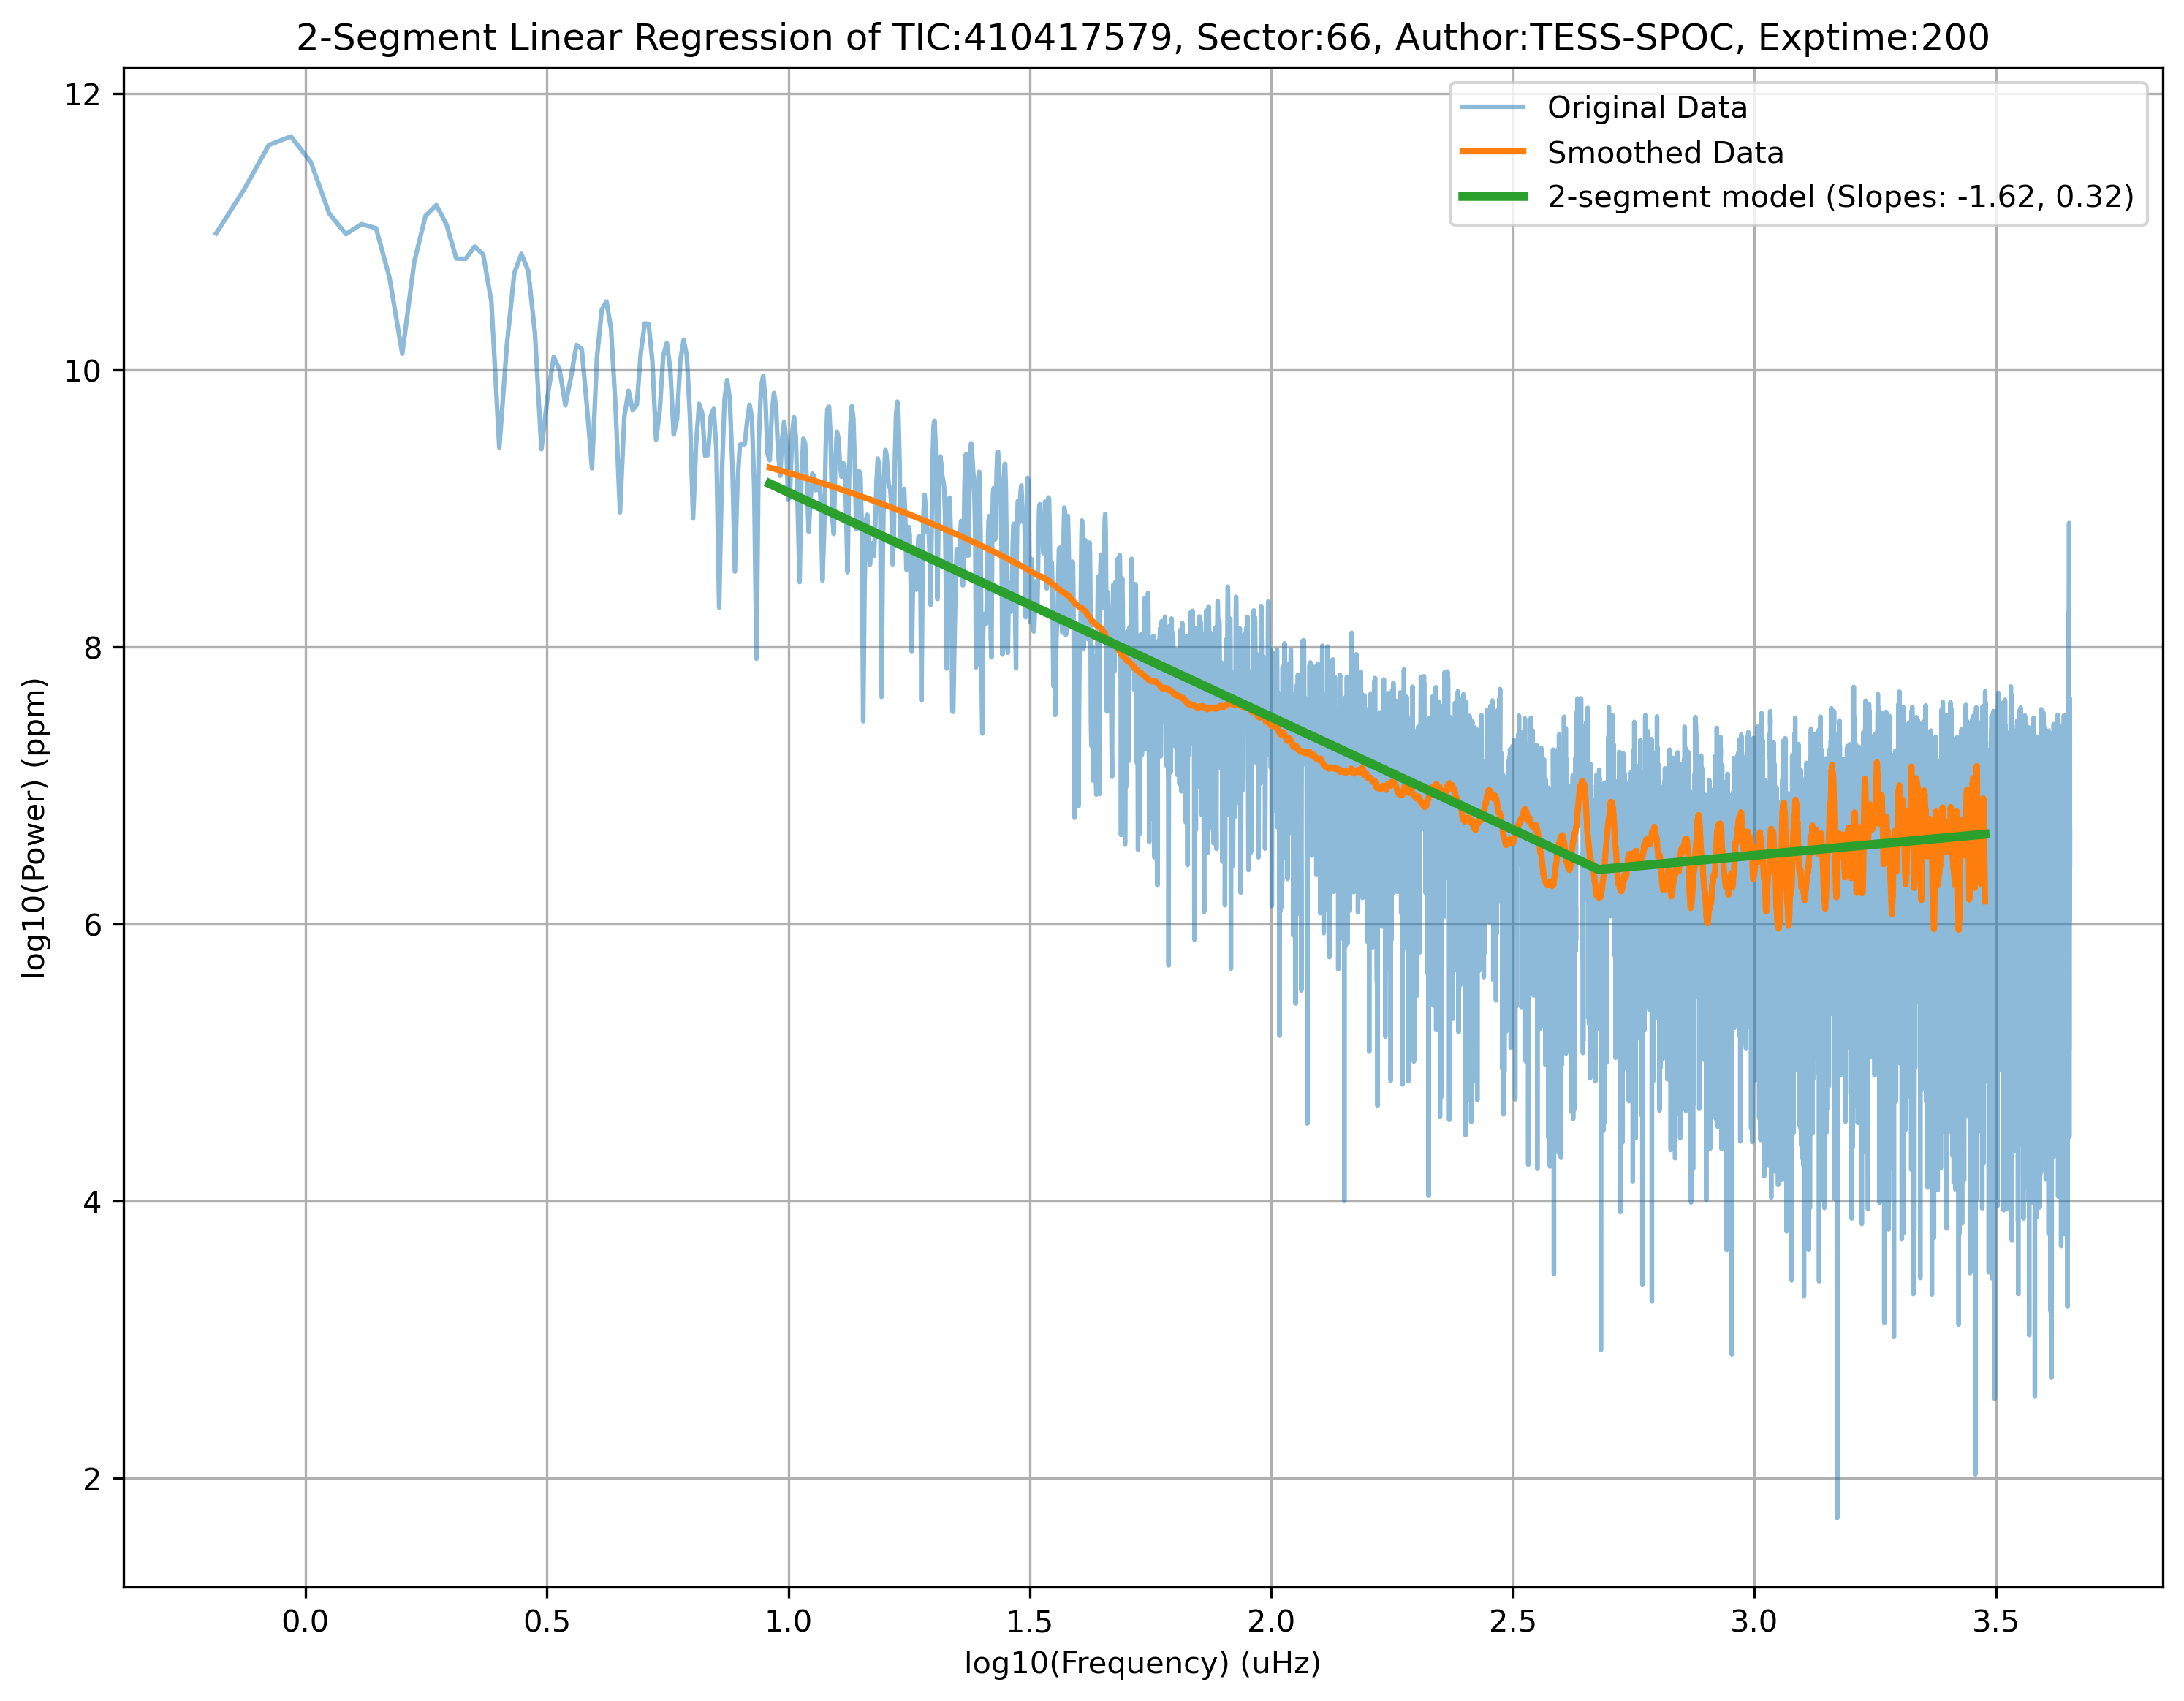 2-Segment Linear Regression of TIC:410417579, Sector:66, Author:TESS-SPOC, Exptime:200
Original Data
Smoothed Data
2-segment model (Slopes: -1.62, 0.32)
log10(Power) (ppm)
12
10
8
6
4
2
0.0 0.5 1.0 1.5 2.0 2.5 3.0 3.5
log10(Frequency) (uHz)